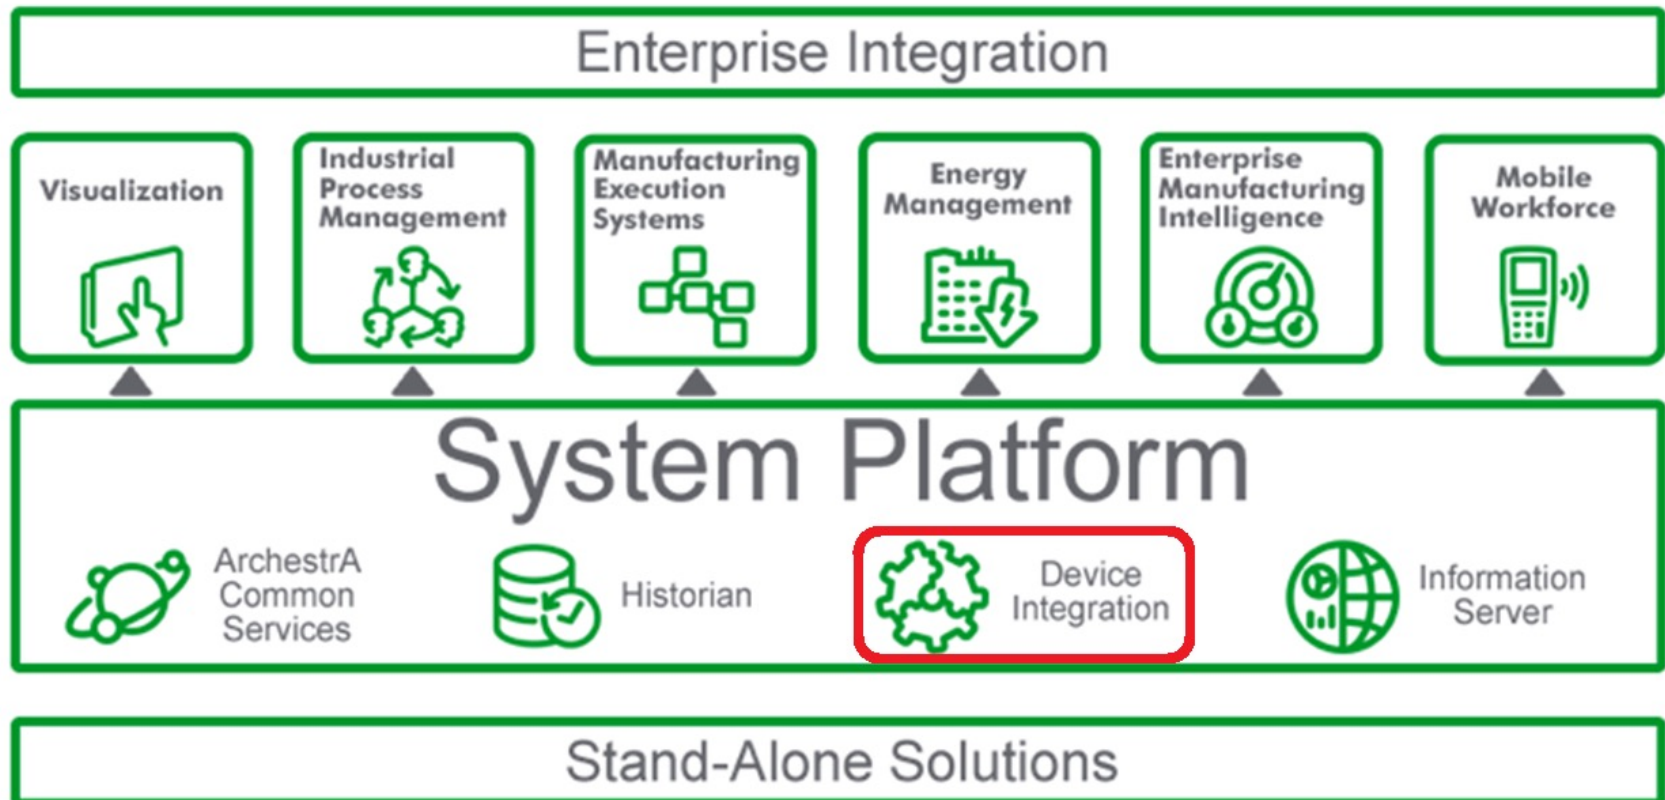 Enterprise Integration
Visualization
Industrial
Process
Management
Manufacturing
Execution
Systems
Energy
Management
Enterprise
Manufacturing
Intelligence
Mobile
Workforce
System Platform
ArchestrA
Common
Services
Historian
Device
Integration
Information
Server
Stand-Alone Solutions